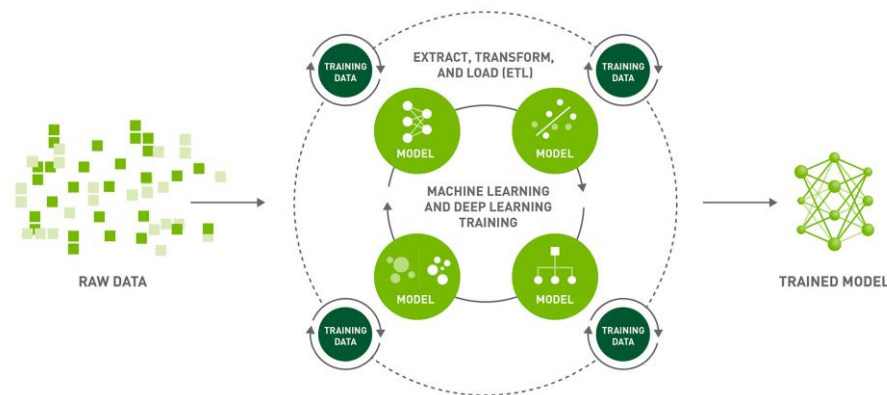 TRAINING
DATA
EXTRACT, TRANSFORM,
AND LOAD (ETL)
TRAINING
DATA
MODEL
MODEL
RAW DATA
MACHINE LEARNING
AND DEEP LEARNING
TRAINING
TRAINED MODEL
MODEL
MODEL
TRAINING
DATA
TRAINING
DATA